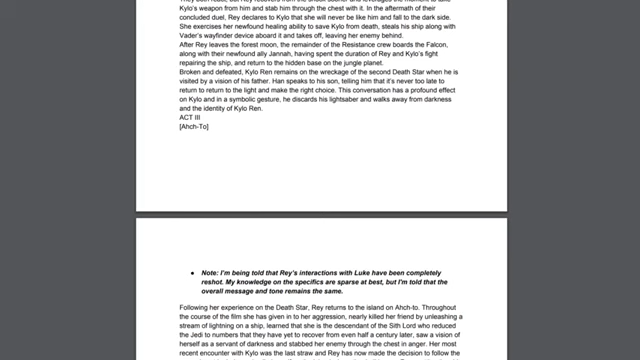 They both feel it, but Rey recovers from the shock sooner and leverages the moment to take
Kylo's weapon from him and stab him through the chest with it. In the aftermath of their
concluded duel, Rey declares to Kylo that she will never be like him and fall to the dark side.
She exercises her newfound healing ability to save Kylo from death, steals his ship along with
Vader's wayfinder device aboard it and takes off, leaving her enemy behind.
After Rey leaves the forest moon, the remainder of the Resistance crew boards the Falcon,
along with their newfound ally Jannah, having spent the duration of Rey and Kylo's fight
repairing the ship, and return to the hidden base on the jungle planet.
Broken and defeated, Kylo Ren remains on the wreckage of the second Death Star when he is
visited by a vision of his father. Han speaks to his son, telling him that it's never too late to
return to return to the light and make the right choice. This conversation has a profound effect
on Kylo and in a symbolic gesture, he discards his lightsaber and walks away from darkness
and the identity of Kylo Ren.
ACT III
[Ahch-To]
● Note: I'm being told that Rey's interactions with Luke have been completely
reshot. My knowledge on the specifics are sparse at best, but I'm told that the
overall message and tone remains the same.
Following her experience on the Death Star, Rey returns to the island on Ahch-to. Throughout
the course of the film she has given in to her aggression, nearly killed her friend by unleashing a
stream of lightning on a ship, learned that she is the descendant of the Sith Lord who reduced
the Jedi to numbers that they have yet to recover from even half a century later, saw a vision of
herself as a servant of darkness and stabbed her enemy through the chest in anger. Her most
recent encounter with Kylo was the last straw and Rey has now made the decision to follow the